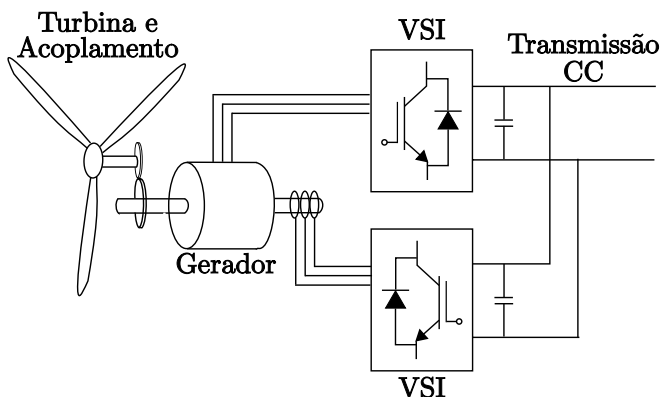 Turbina e
Acoplamento
VSI
Transmissão
CC
Gerador
VSI